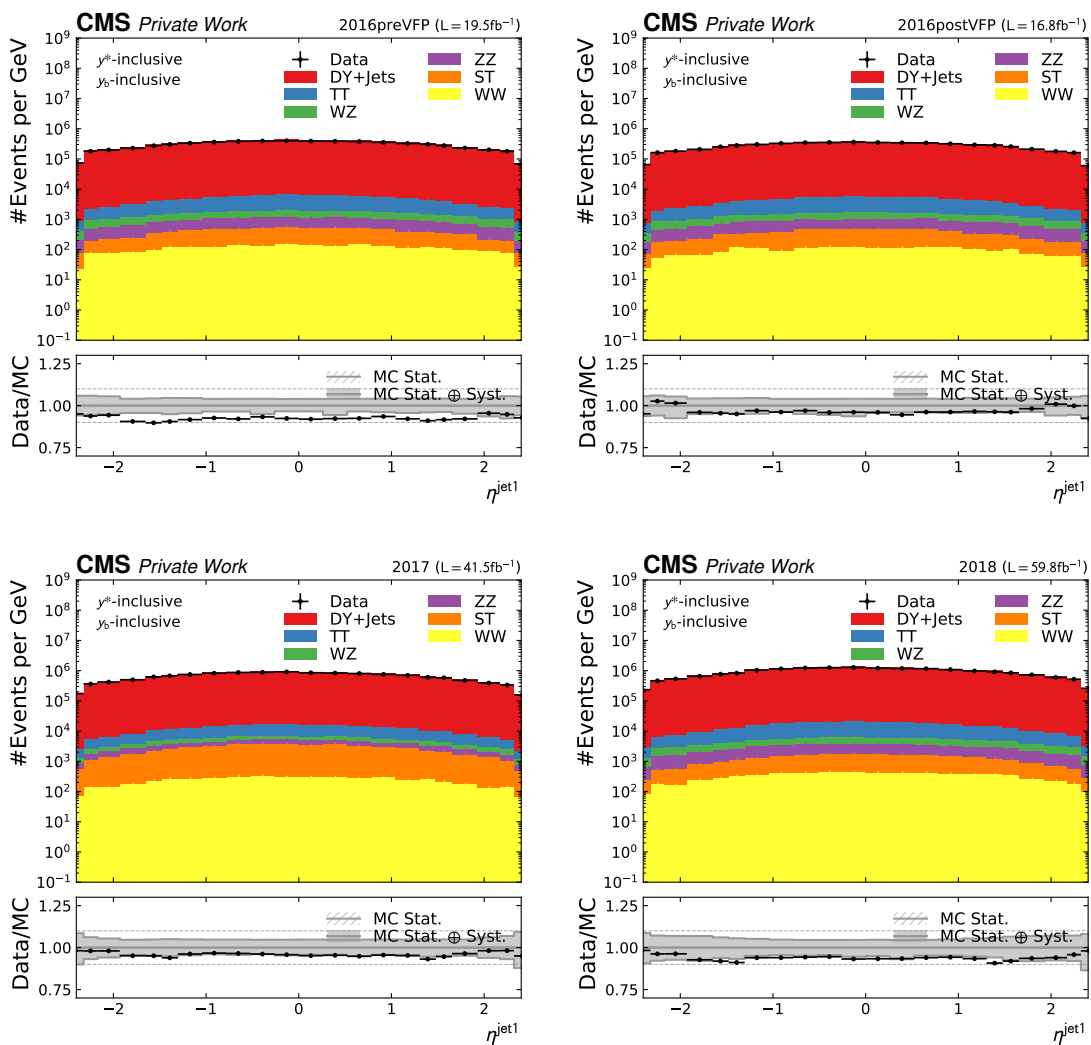 CMS Private Work 2016preVFP (L = 19.5fb⁻¹)
#Events per GeV
10⁹
10⁸
10⁷
10⁶
10⁵
10⁴
10³
10²
10¹
10⁰
10⁻¹
y*-inclusive
y_b-inclusive
Data
DY+Jets
TT
WZ
ZZ
ST
WW
Data/MC
1.25
1.00
0.75
MC Stat.
MC Stat. ⊕ Syst.
−2 −1 0 1 2
η^jet1
CMS Private Work 2016postVFP (L = 16.8fb⁻¹)
#Events per GeV
10⁹
10⁸
10⁷
10⁶
10⁵
10⁴
10³
10²
10¹
10⁰
10⁻¹
y*-inclusive
y_b-inclusive
Data
DY+Jets
TT
WZ
ZZ
ST
WW
Data/MC
1.25
1.00
0.75
MC Stat.
MC Stat. ⊕ Syst.
−2 −1 0 1 2
η^jet1
CMS Private Work 2017 (L = 41.5fb⁻¹)
#Events per GeV
10⁹
10⁸
10⁷
10⁶
10⁵
10⁴
10³
10²
10¹
10⁰
10⁻¹
y*-inclusive
y_b-inclusive
Data
DY+Jets
TT
WZ
ZZ
ST
WW
Data/MC
1.25
1.00
0.75
MC Stat.
MC Stat. ⊕ Syst.
−2 −1 0 1 2
η^jet1
CMS Private Work 2018 (L = 59.8fb⁻¹)
#Events per GeV
10⁹
10⁸
10⁷
10⁶
10⁵
10⁴
10³
10²
10¹
10⁰
10⁻¹
y*-inclusive
y_b-inclusive
Data
DY+Jets
TT
WZ
ZZ
ST
WW
Data/MC
1.25
1.00
0.75
MC Stat.
MC Stat. ⊕ Syst.
−2 −1 0 1 2
η^jet1